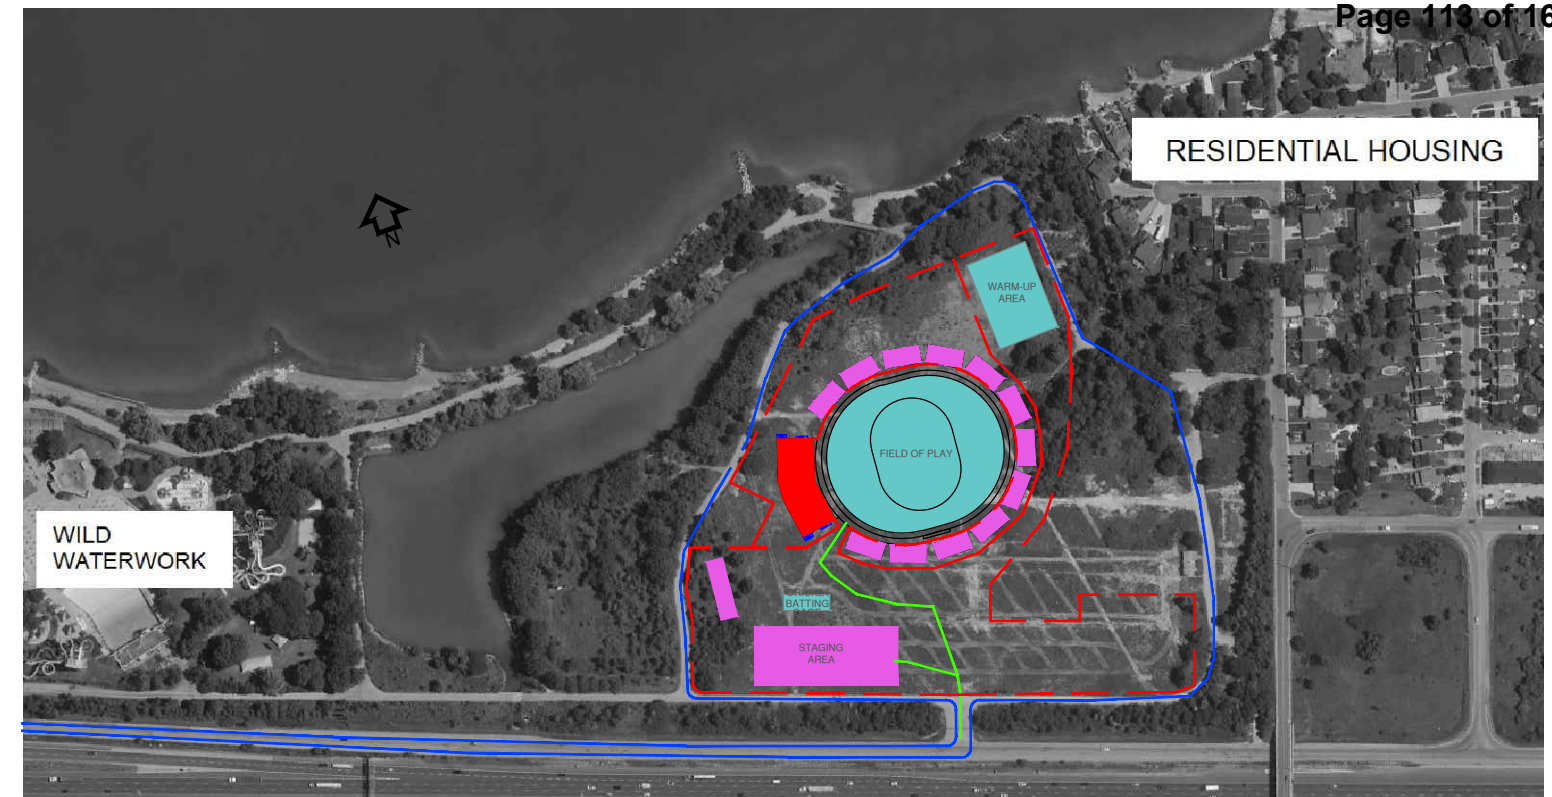 Page 113 of 16
RESIDENTIAL HOUSING
N
WARM-UP
AREA
FIELD OF PLAY
WILD
WATERWORK
BATTING
STAGING
AREA